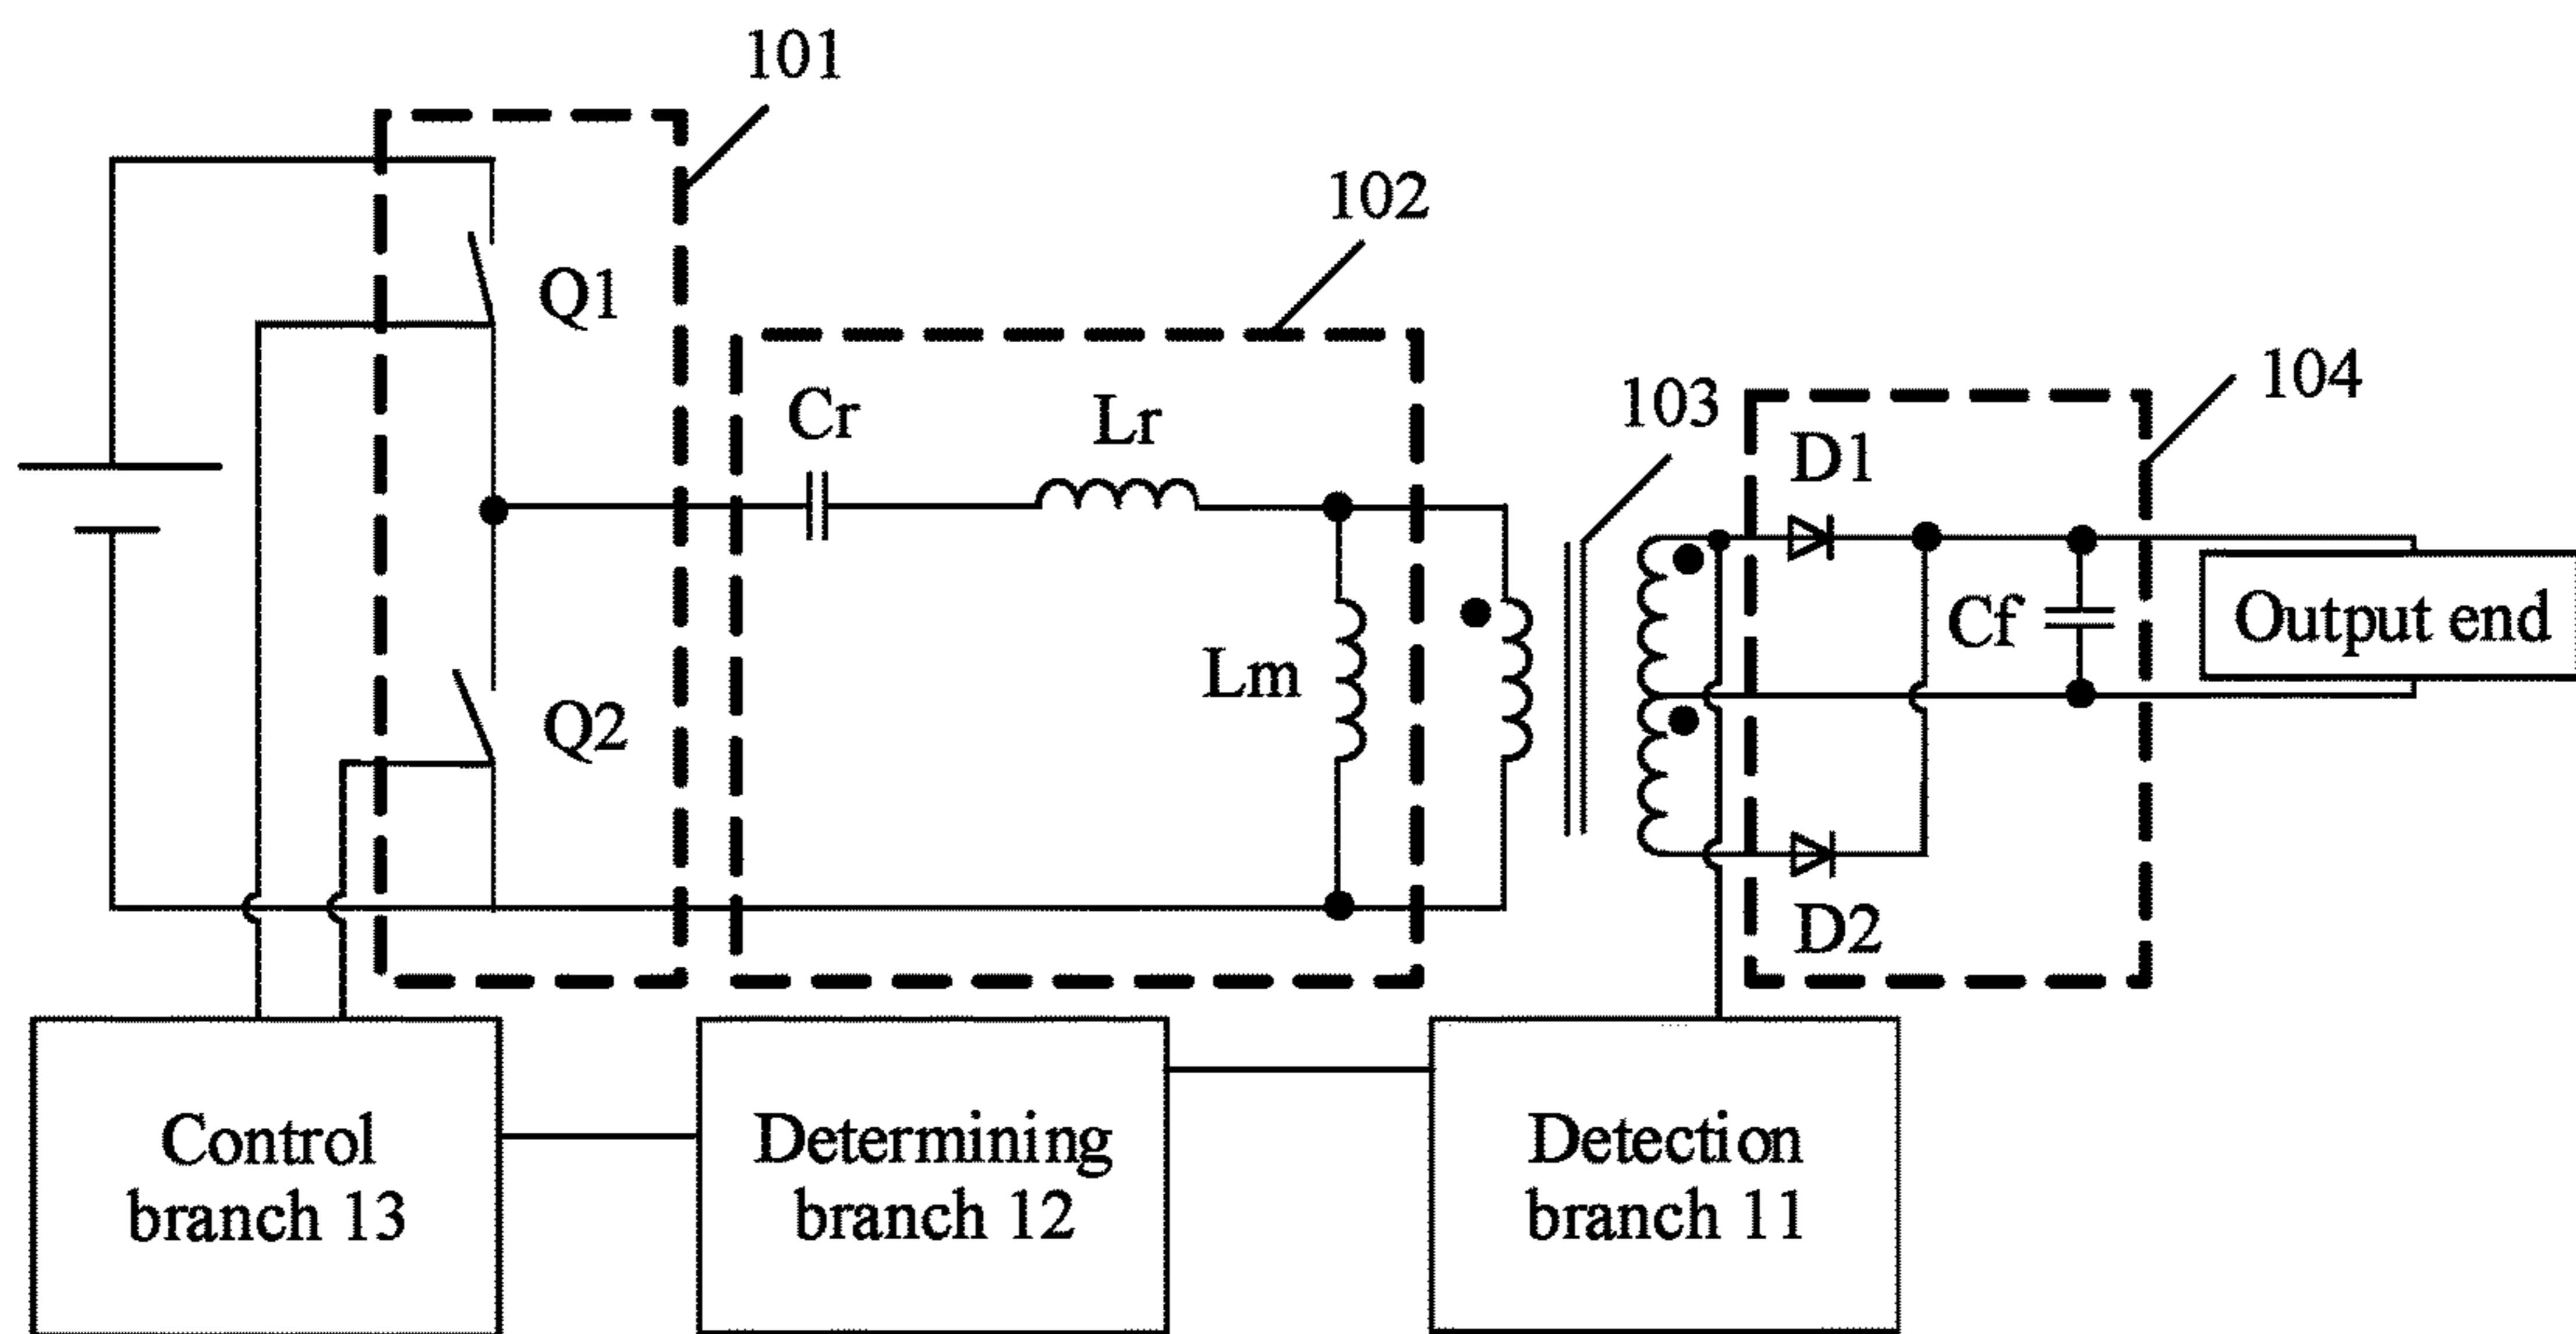 101
102
Q1
104
103
Cr
Lr
D1
Output end
Cf
Lm
Q2
D2
Control
branch 13
Determining
branch 12
Detection
branch 11